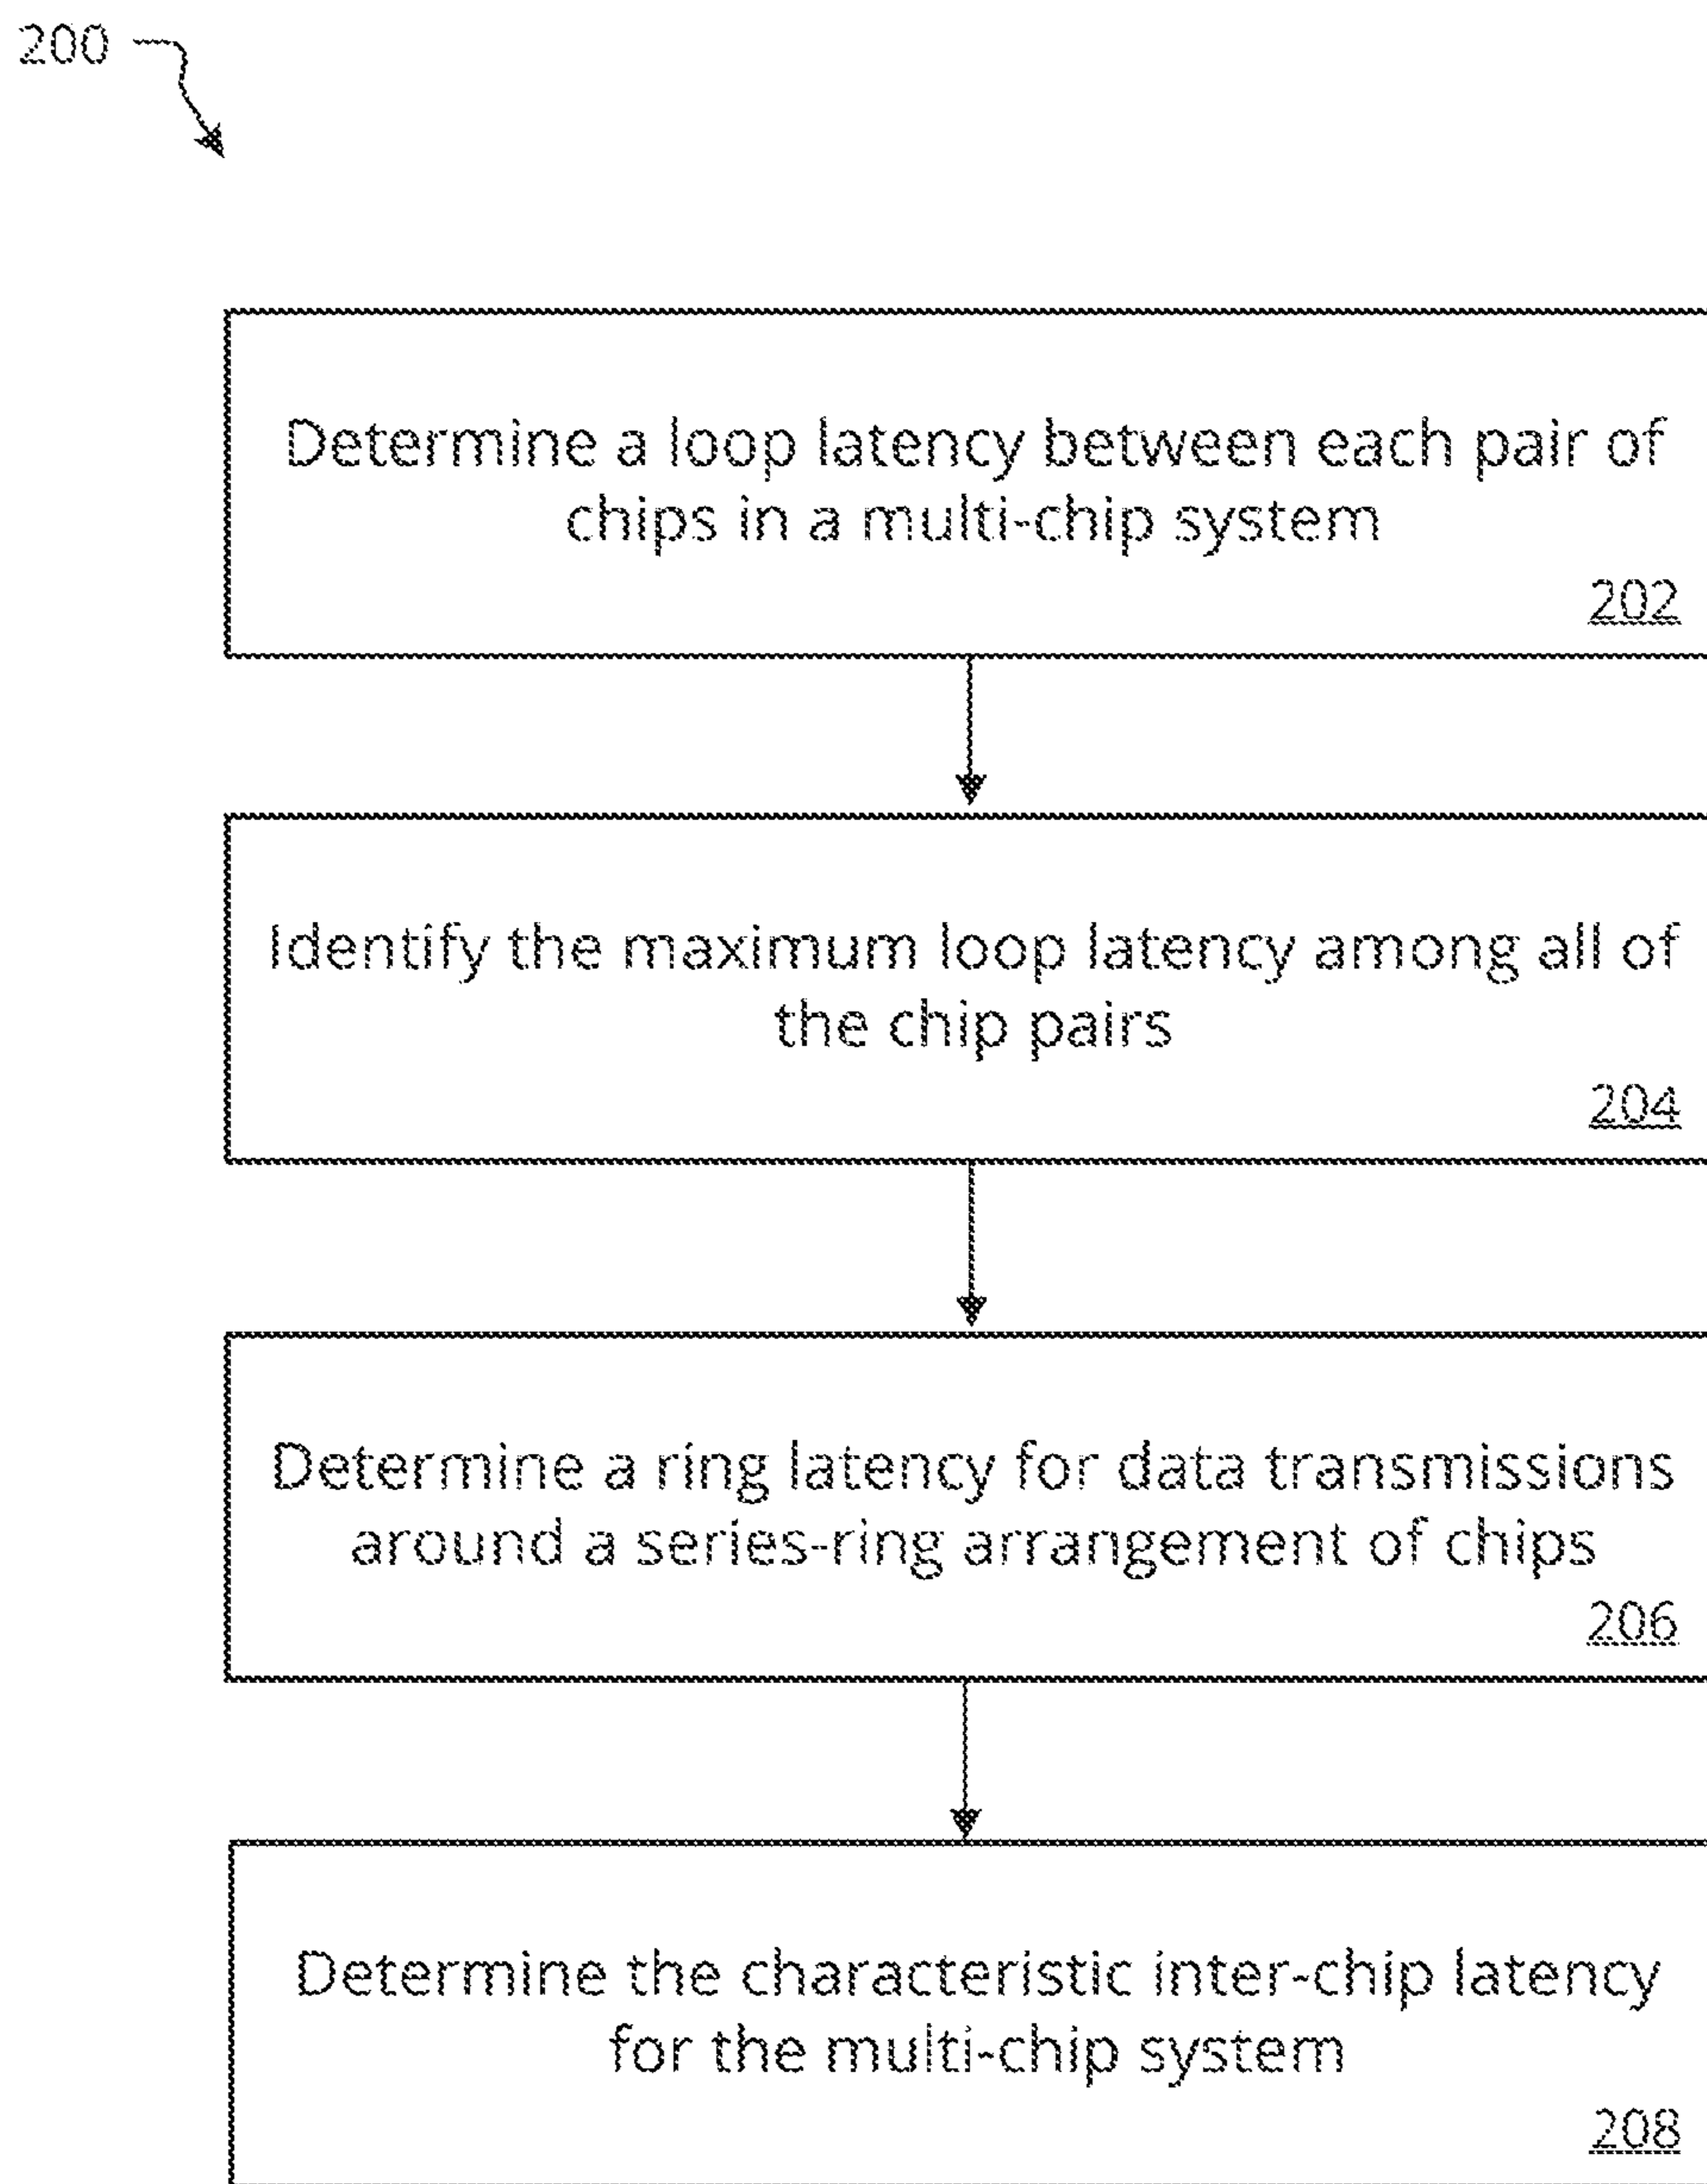 200
Determine a loop latency between each pair of
chips in a multi-chip system
202
Identify the maximum loop latency among all of
the chip pairs
204
Determine a ring latency for data transmissions
around a series-ring arrangement of chips
206
Determine the characteristic inter-chip latency
for the multi-chip system
208